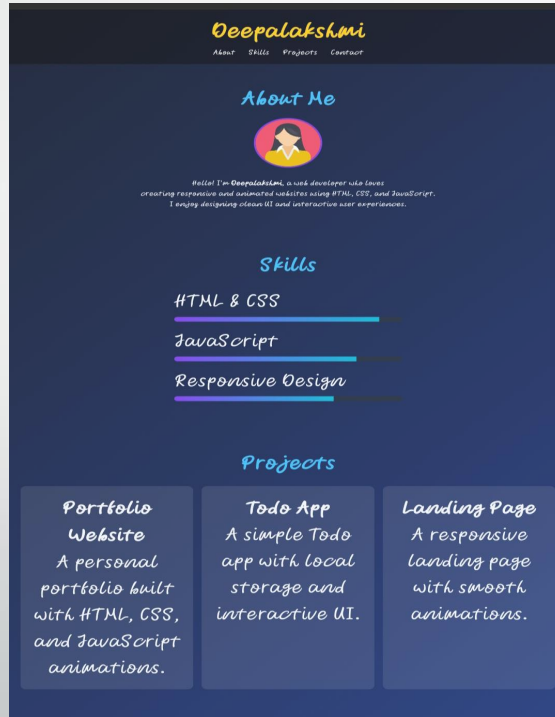 Deepalakshmi
About Skills Projects Contact
About Me
Hello! I'm Deepalakshmi, a web developer who loves
creating responsive and animated websites using HTML, CSS, and JavaScript.
I enjoy designing clean UI and interactive user experiences.
Skills
HTML & CSS
JavaScript
Responsive Design
Projects
Portfolio
Website
A personal
portfolio built
with HTML, CSS,
and JavaScript
animations.
Todo App
A simple Todo
app with local
storage and
interactive UI.
Landing Page
A responsive
landing page
with smooth
animations.